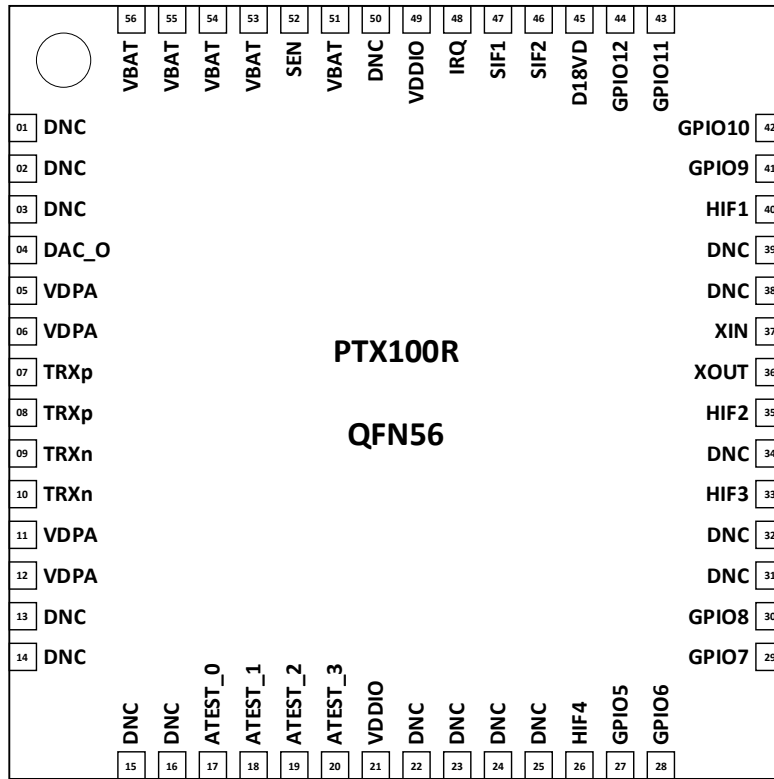 56 55 54 53 52 51 50 49 48 47 46 45 44 43
VBAT VBAT VBAT VBAT SEN VBAT DNC VDDIO IRQ SIF1 SIF2 D18VD GPIO12 GPIO11
01 DNC
02 DNC
03 DNC
04 DAC_O
05 VDPA
06 VDPA
07 TRXp
08 TRXp
09 TRXn
10 TRXn
11 VDPA
12 VDPA
13 DNC
14 DNC
PTX100R
QFN56
GPIO10 42
GPIO9 41
HIF1 40
DNC 39
DNC 38
XIN 37
XOUT 36
HIF2 35
DNC 34
HIF3 33
DNC 32
DNC 31
GPIO8 30
GPIO7 29
DNC DNC ATEST_0 ATEST_1 ATEST_2 ATEST_3 VDDIO DNC DNC DNC DNC HIF4 GPIO5 GPIO6
15 16 17 18 19 20 21 22 23 24 25 26 27 28